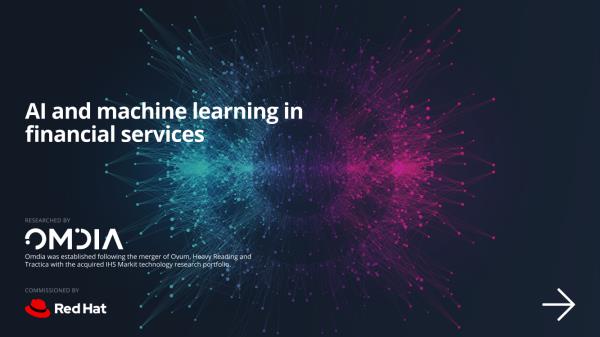 AI and machine learning in
financial services
RESEARCHED BY
OMDIA
Omdia was established following the merger of Ovum, Heavy Reading and
Tractica with the acquired IHS Markit technology research portfolio.
COMMISSIONED BY
Red Hat